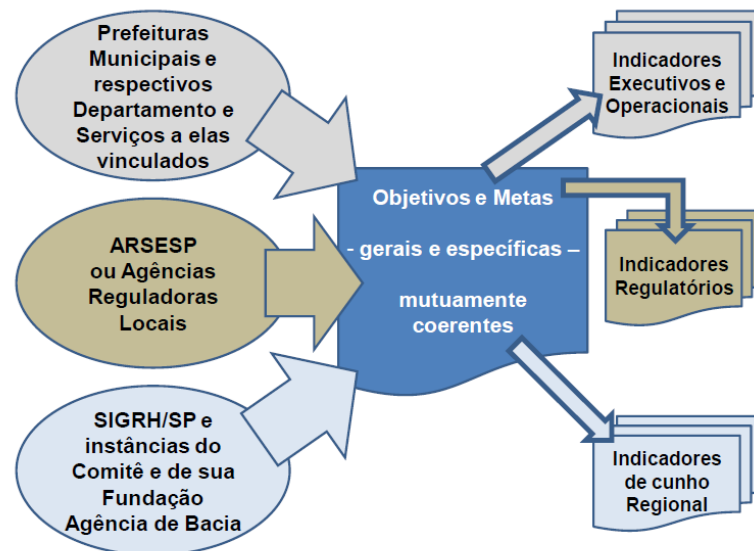 Prefeituras
Municipais e
respectivos
Departamento e
Serviços a elas
vinculados
ARSESP
ou Agências
Reguladoras
Locais
SIGRH/SP e
instâncias do
Comitê e de sua
Fundação
Agência de Bacia
Objetivos e Metas
- gerais e específicas –
mutuamente
coerentes
Indicadores
Executivos e
Operacionais
Indicadores
Regulatórios
Indicadores
de cunho
Regional